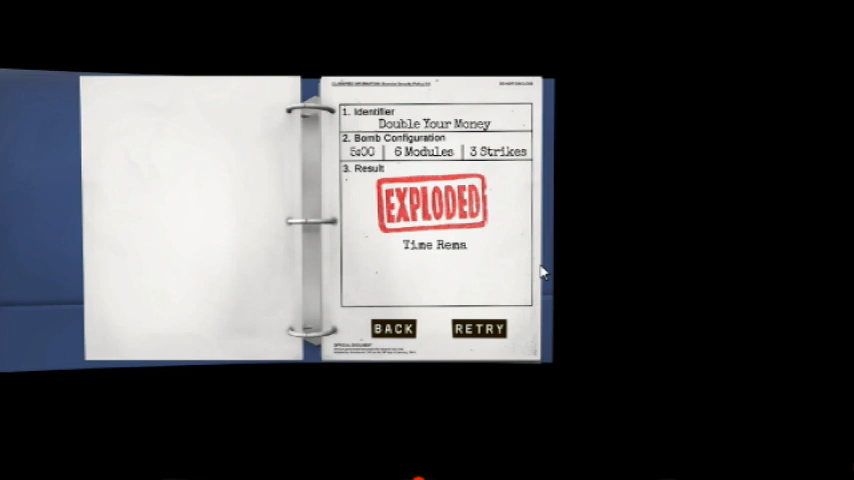 1. Identifier
Double Your Money
2. Bomb Configuration
5:00 | 6 Modules | 3 Strikes
3. Result
EXPLODED
Time Rema
BACK RETRY